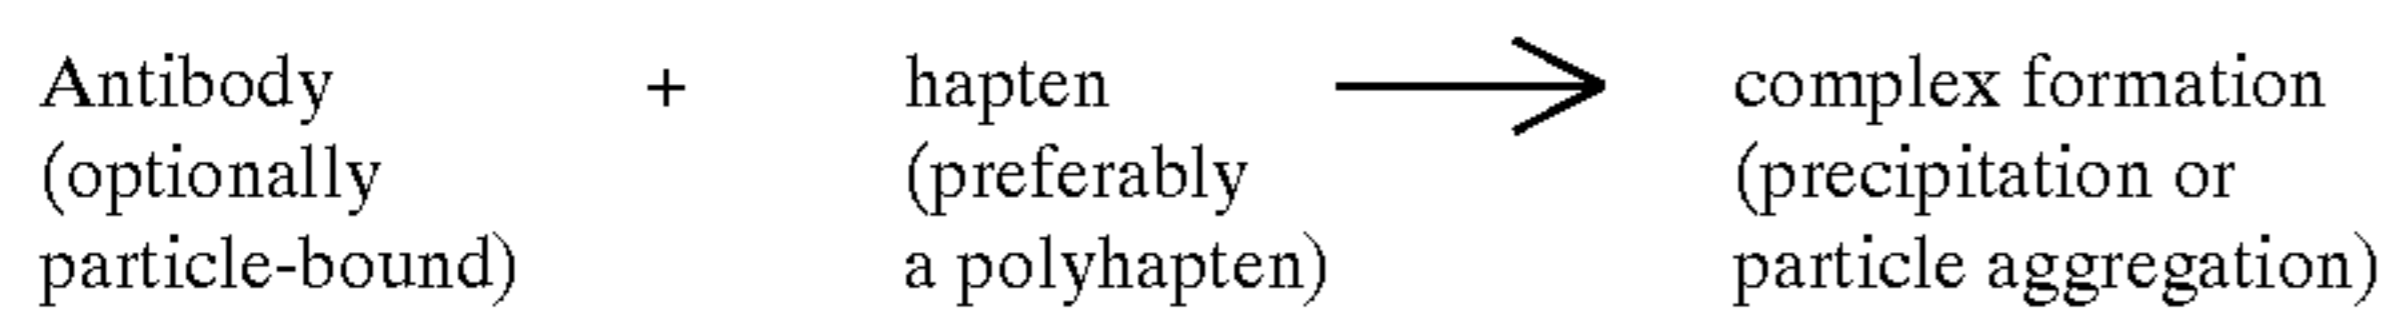 Antibody + hapten complex formation
(optionally (preferably (precipitation or
particle-bound) a polyhapten) particle aggregation)